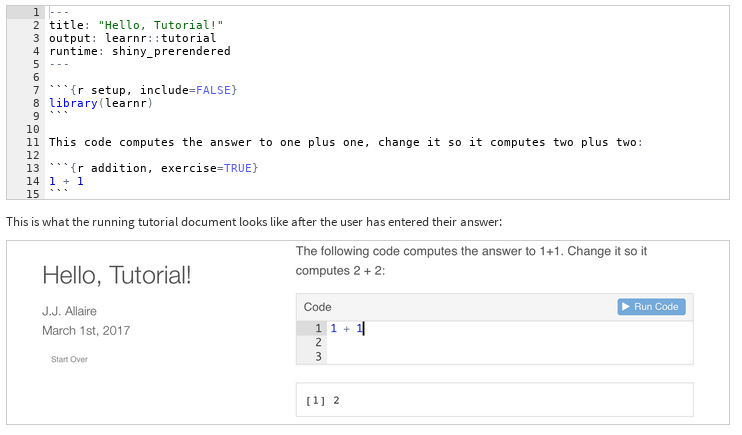 1 ---
2 title: "Hello, Tutorial!"
3 output: learnr::tutorial
4 runtime: shiny_prerendered
5 ---
6
7 ```{r setup, include=FALSE}
8 library(learnr)
9 ```
10
11 This code computes the answer to one plus one, change it so it computes two plus two:
12
13 ```{r addition, exercise=TRUE}
14 1 + 1
15 ```
This is what the running tutorial document looks like after the user has entered their answer:
Hello, Tutorial!
J.J. Allaire
March 1st, 2017
Start Over
The following code computes the answer to 1+1. Change it so it
computes 2 + 2:
Code Run Code
1 1 + 1
2
3
[1] 2